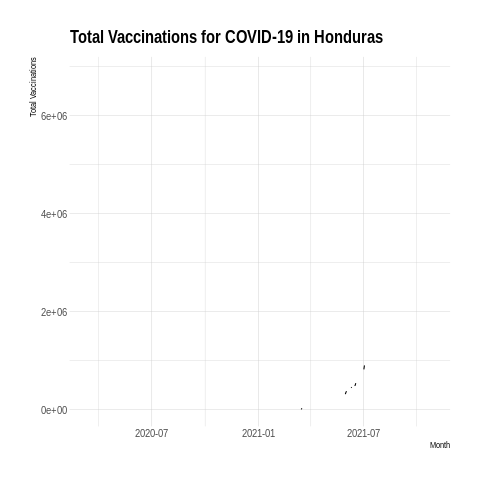 Total Vaccinations for COVID-19 in Honduras
Total Vaccinations
6e+06
4e+06
2e+06
0e+00
2020-07
2021-01
2021-07
Month